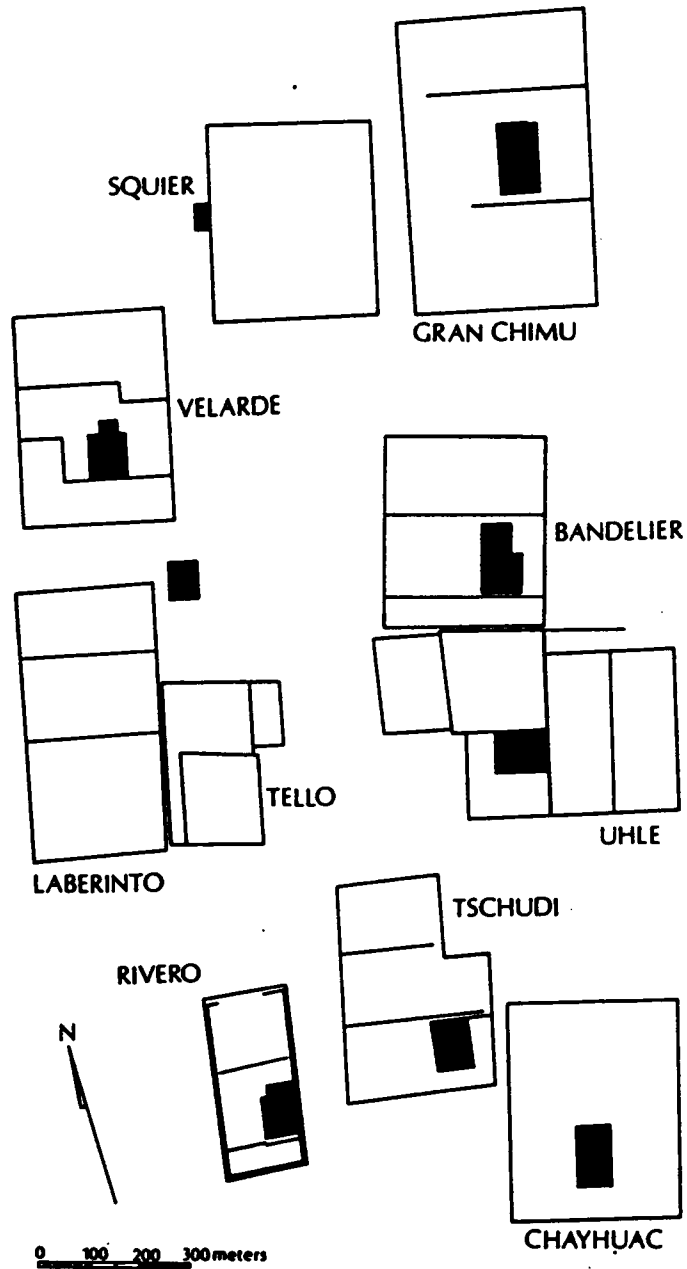 SQUIER
GRAN CHIMU
VELARDE
BANDELIER
TELLO
UHLE
LABERINTO
TSCHUDI
RIVERO
N
CHAYHUAC
0 100 200 300 meters